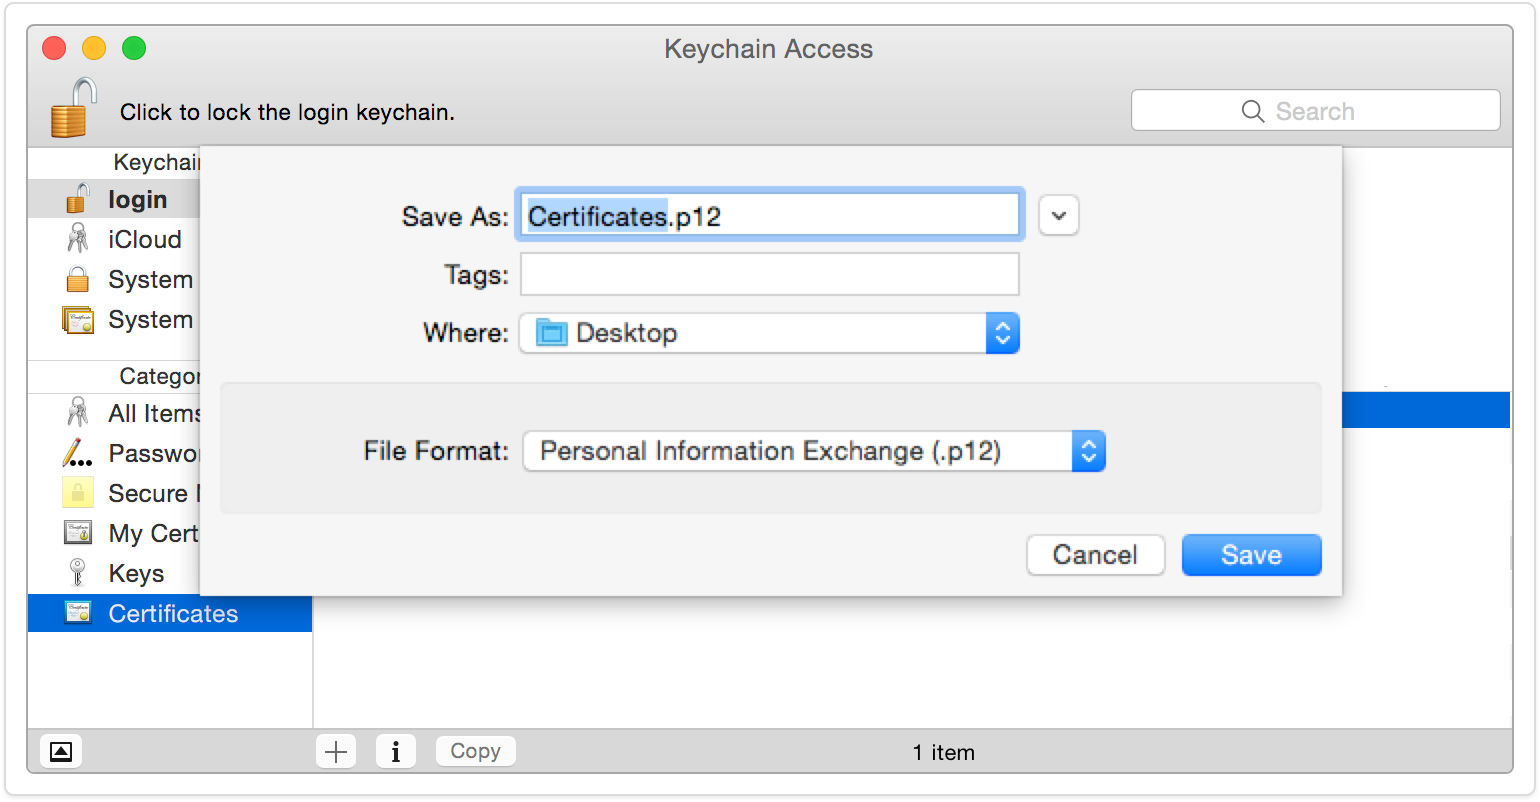 Keychain Access
Click to lock the login keychain.
Search
Keychai
login
iCloud
System
System
Categor
All Items
Passwo
Secure
My Cert
Keys
Certificates
Save As: Certificates.p12
Tags:
Where: Desktop
File Format: Personal Information Exchange (.p12)
Cancel Save
Copy
1 item